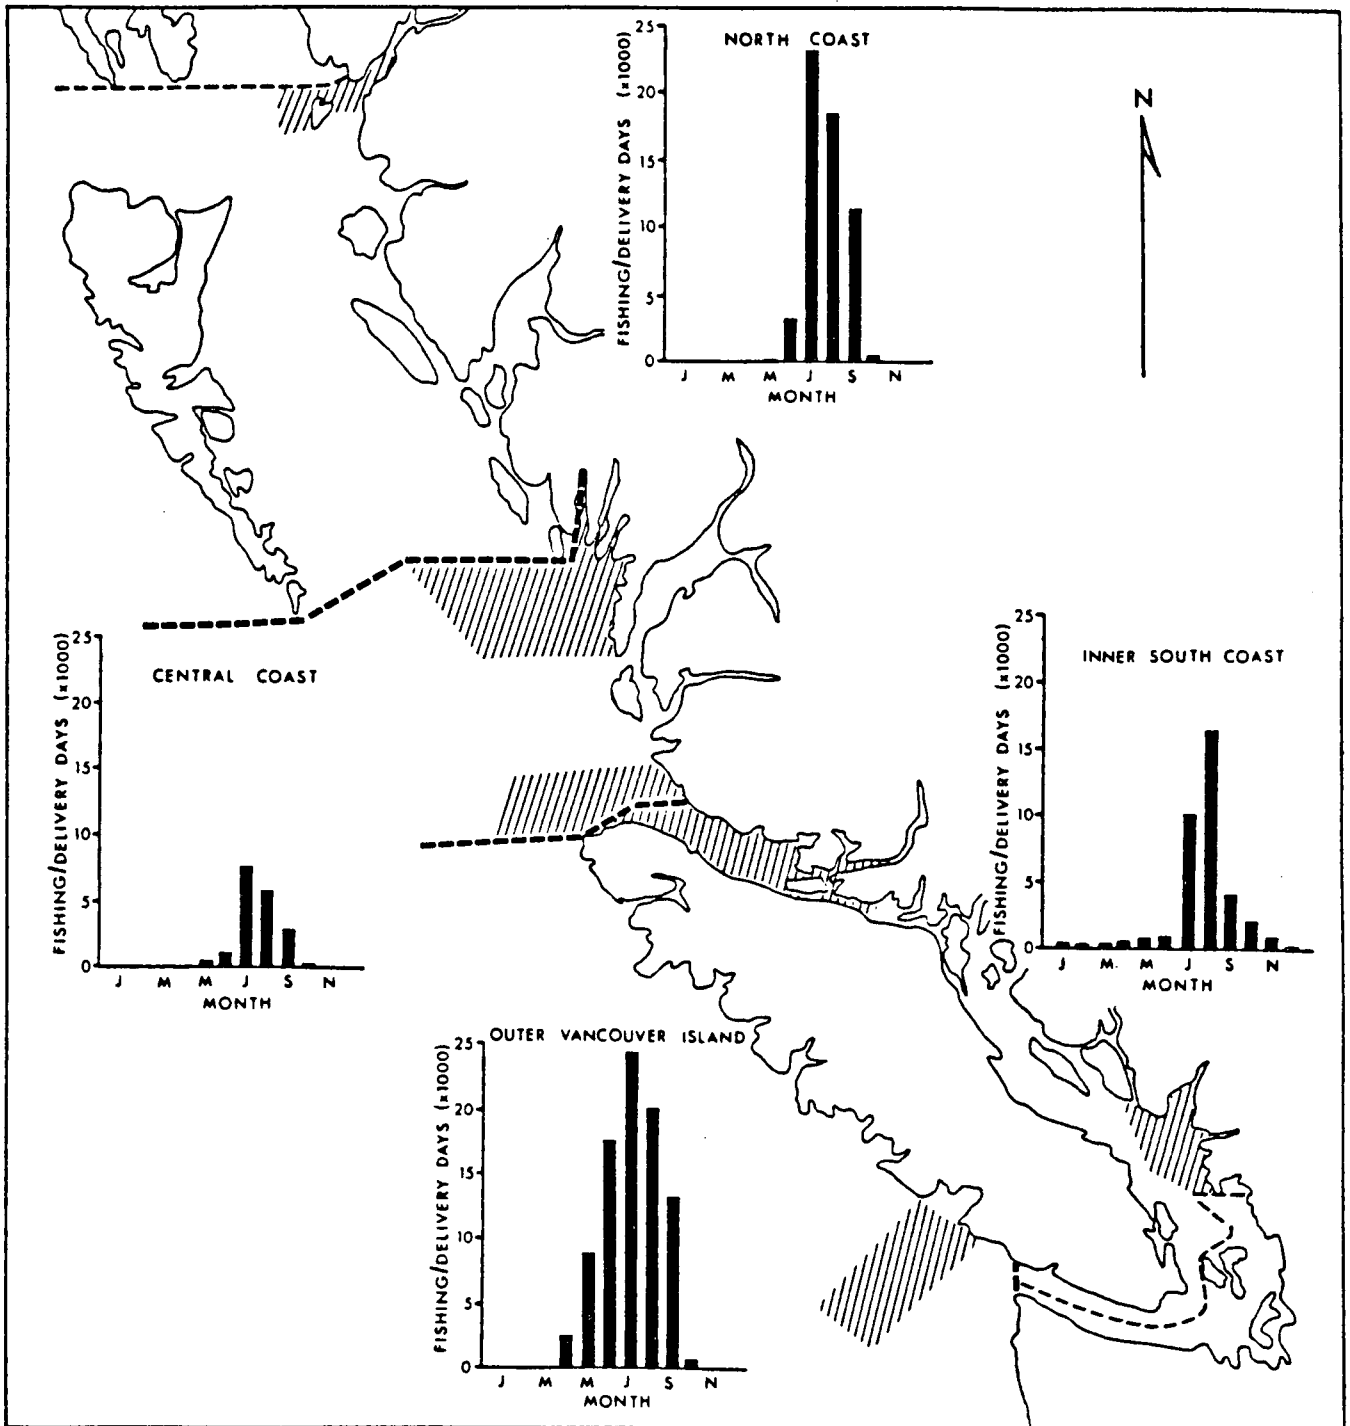 NORTH COAST
FISHING/DELIVERY DAYS (x1000)
25
20
15
10
5
0
J M M J S N
MONTH
N
CENTRAL COAST
FISHING/DELIVERY DAYS (x1000)
25
20
15
10
5
0
J M M J S N
MONTH
INNER SOUTH COAST
FISHING/DELIVERY DAYS (x1000)
25
20
15
10
5
0
J M. M J S N
MONTH
OUTER VANCOUVER ISLAND
FISHING/DELIVERY DAYS (x1000)
25
20
15
10
5
0
J M M J S N
MONTH